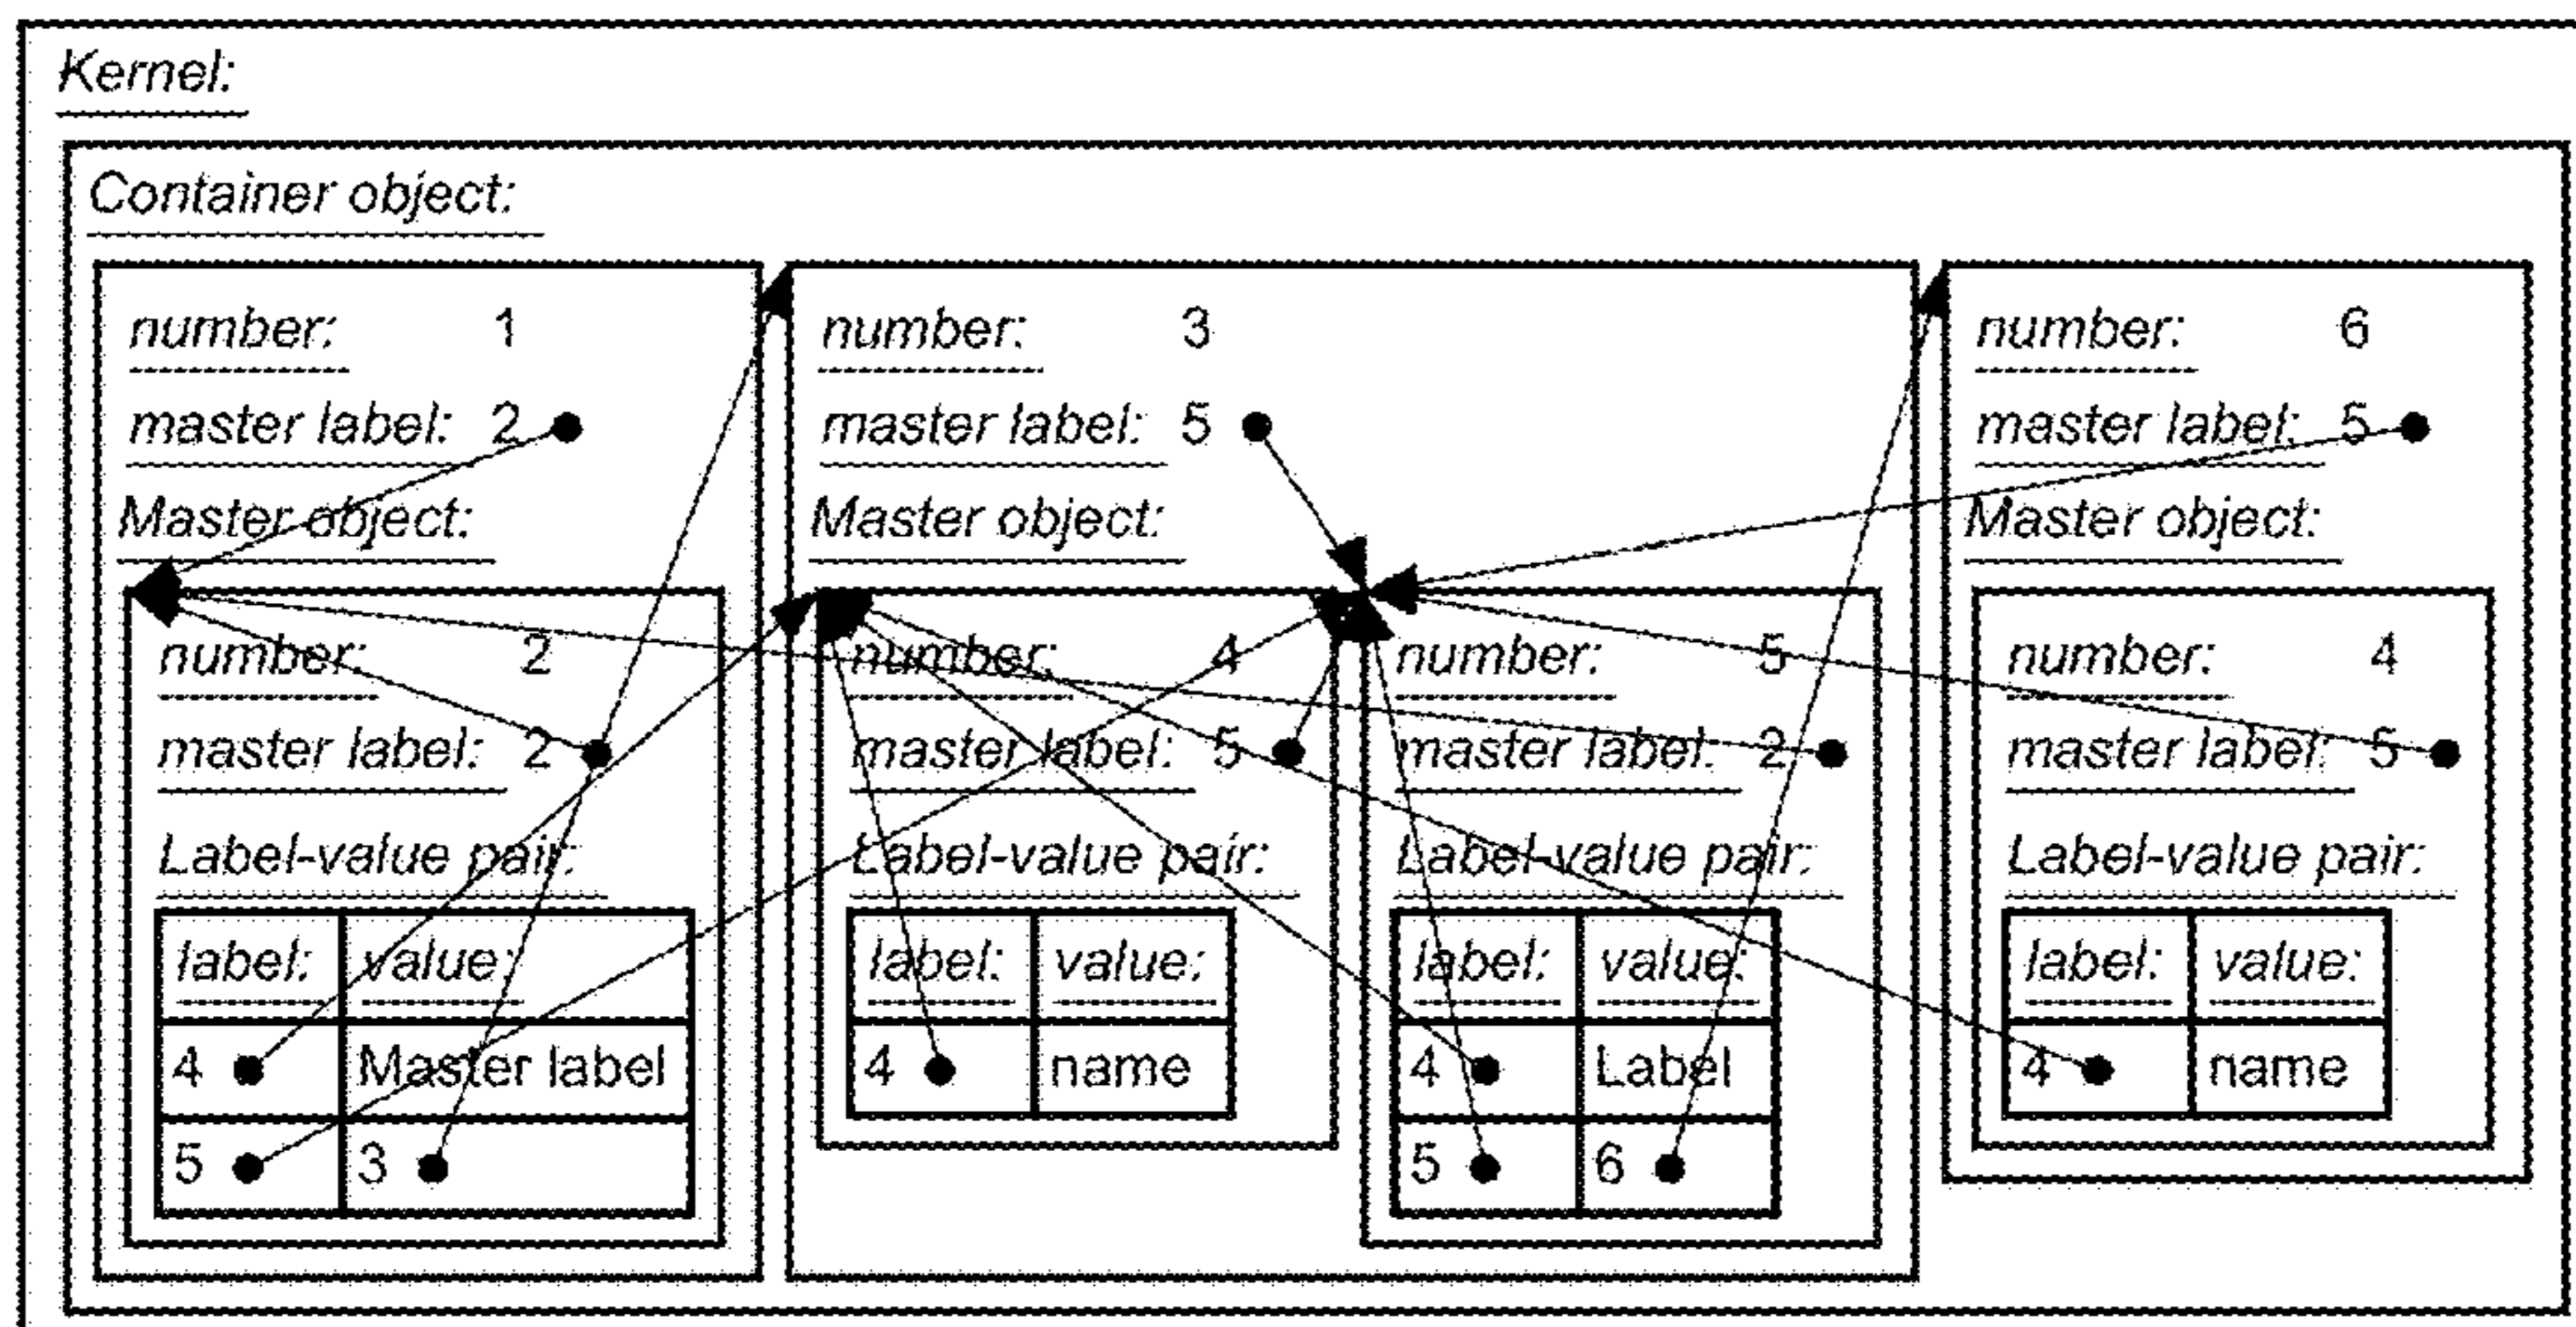 Kernel:
Container object:
number: 1
master label: 2
Master object:
number: 2
master label: 2
Label-value pair:
label: value:
4 Master label
5 3
number: 3
master label: 5
Master object:
number: 4
master label: 5
Label-value pair:
label: value:
4 name
number: 5
master label: 2
Label-value pair:
label: value:
4 Label
5 6
number: 6
master label: 5
Master object:
number: 4
master label: 5
Label-value pair:
label: value:
4 name